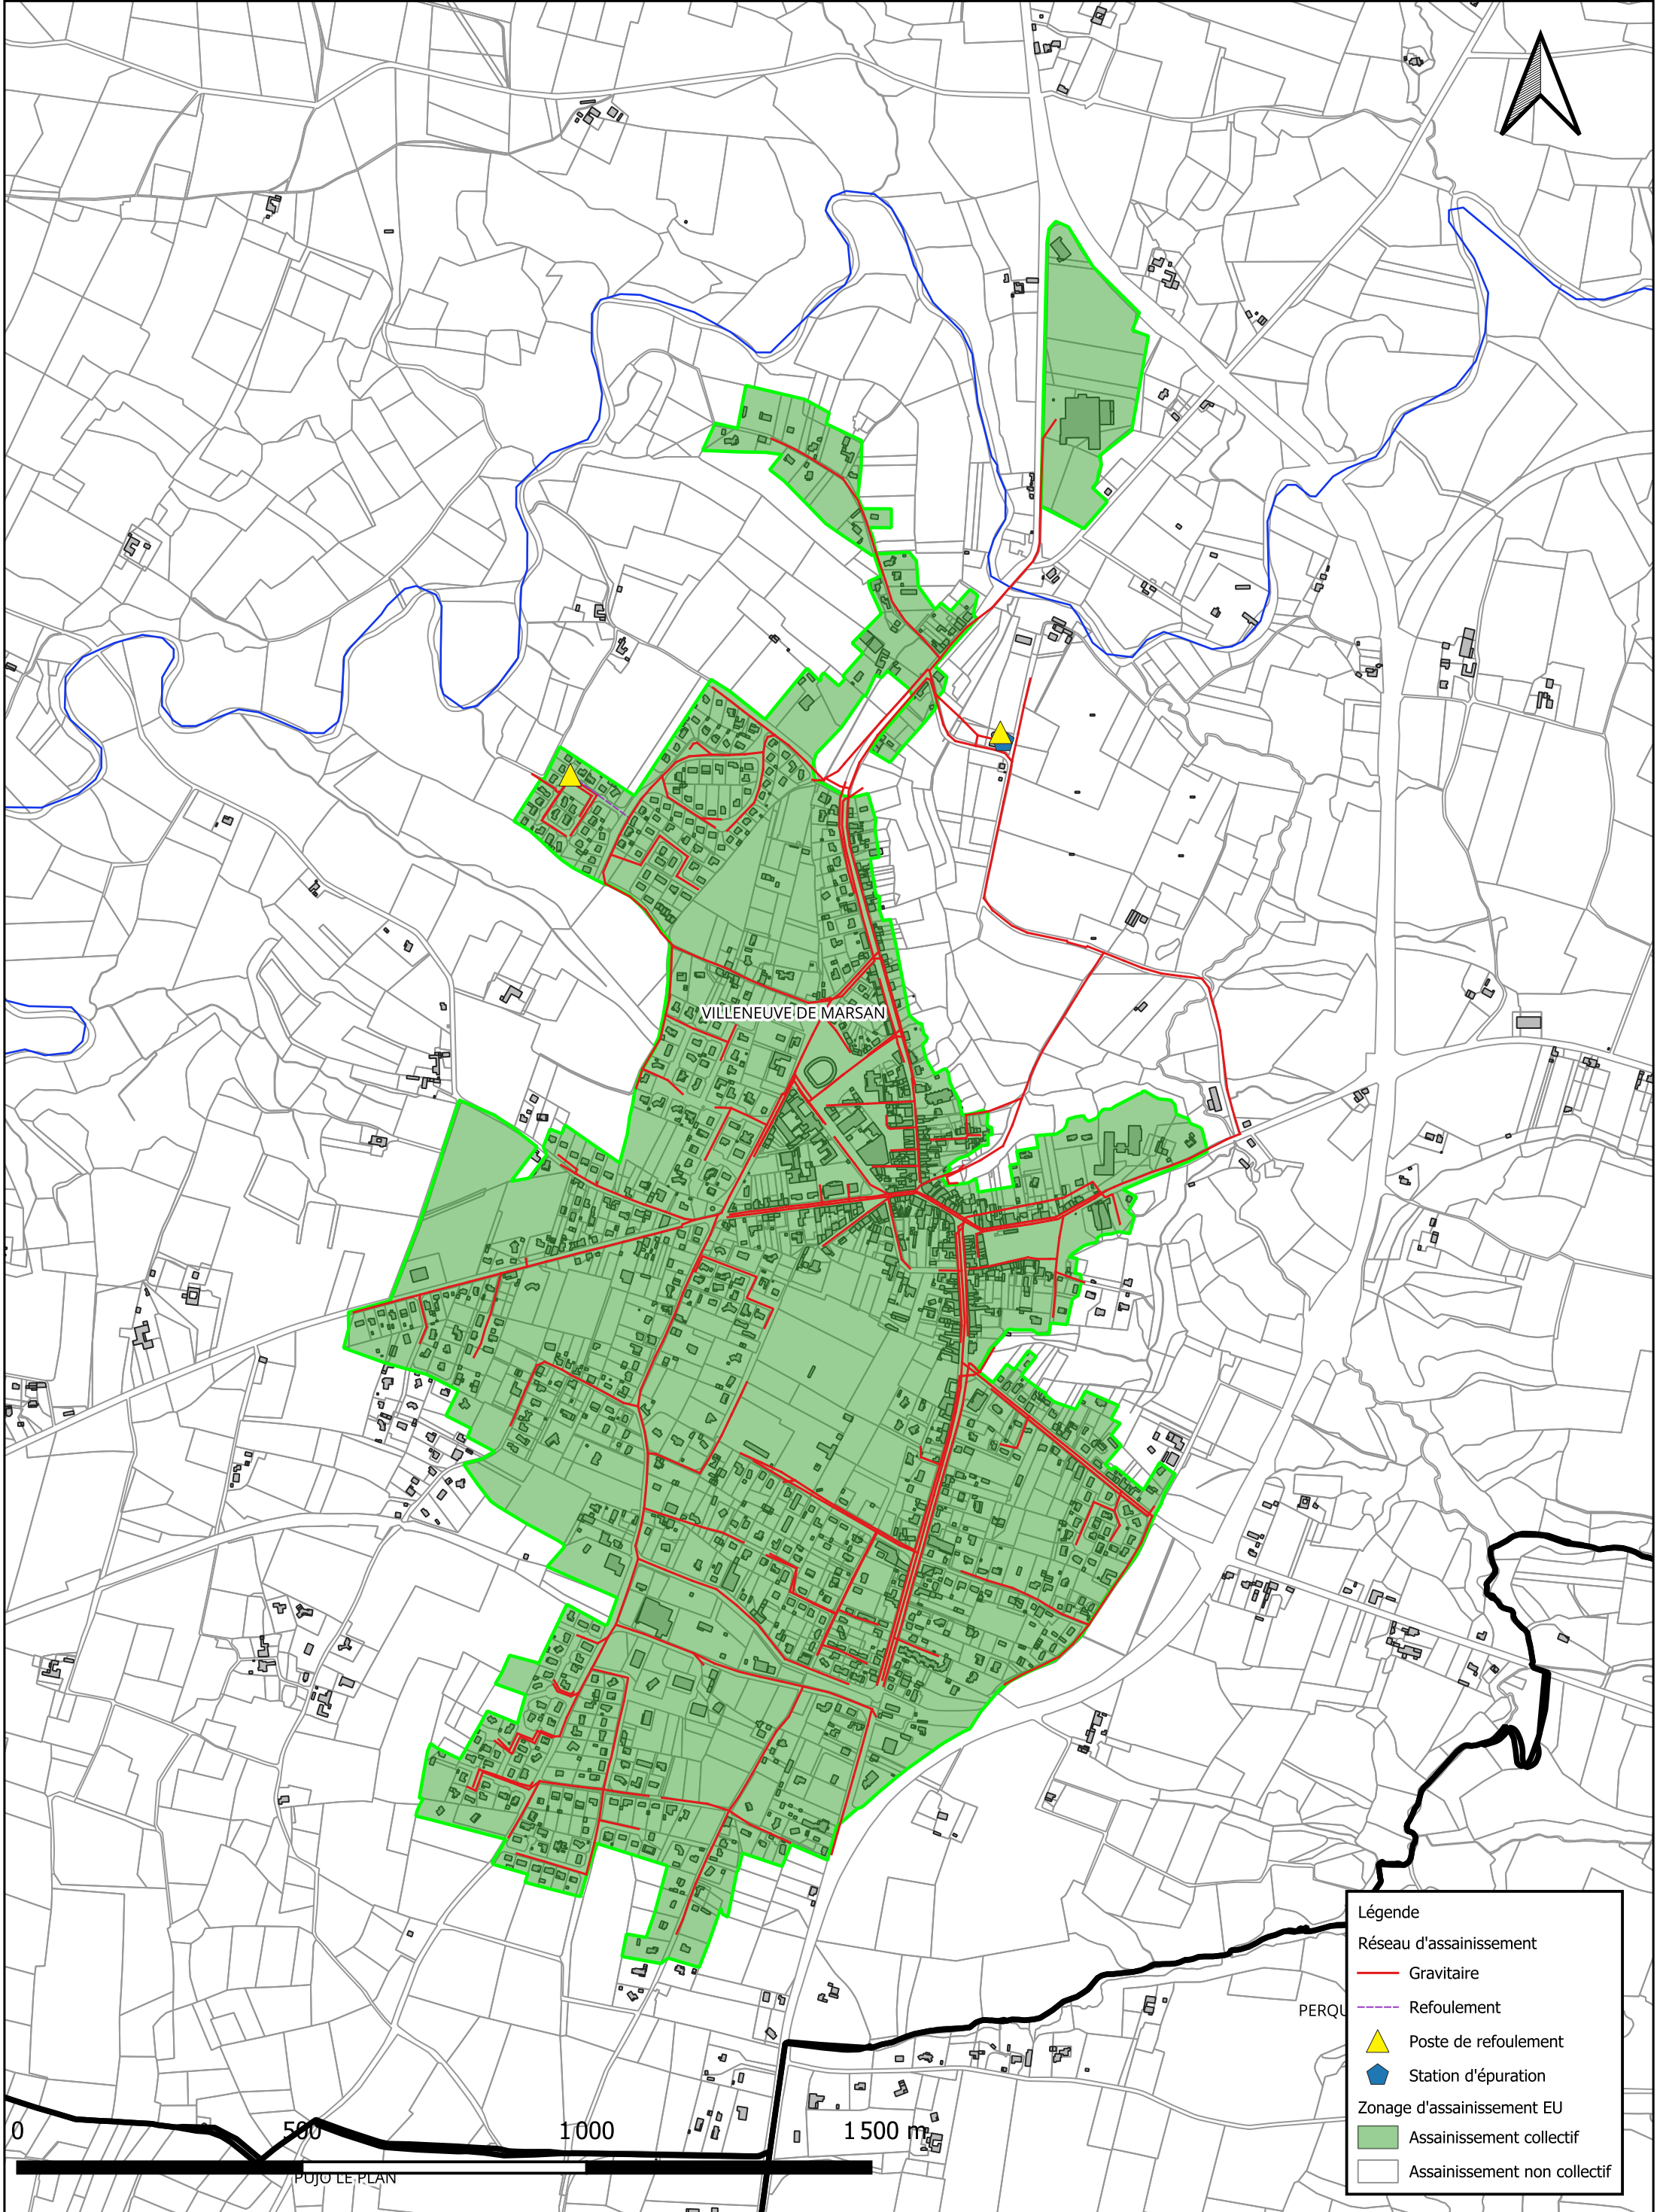 VILLENEUVE DE MARSAN
Légende
Réseau d'assainissement
Gravitaire
PERQU
Refoulement
Poste de refoulement
Station d'épuration
Zonage d'assainissement EU
Assainissement collectif
Assainissement non collectif
0 500 1 000 1 500 m
PUJO LE PLAN